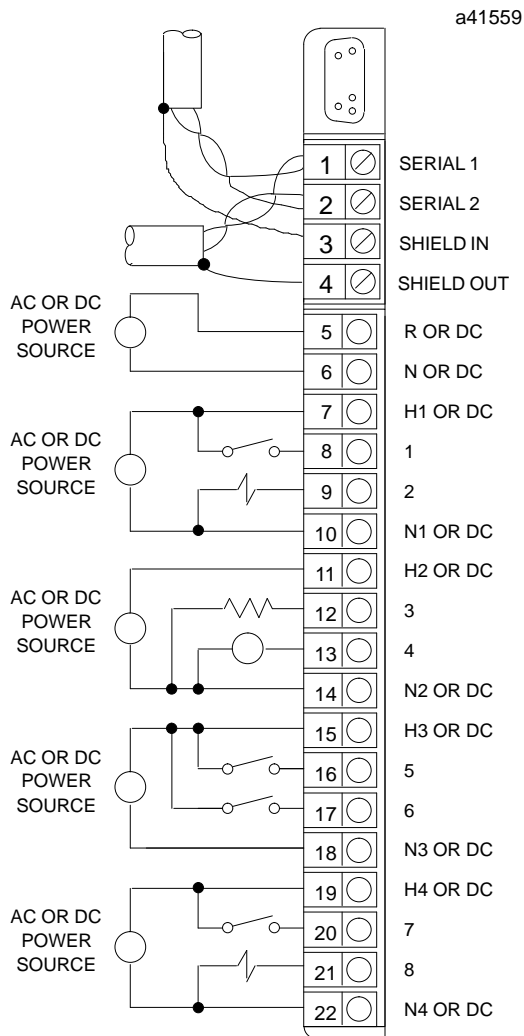 a41559
1 SERIAL 1
2 SERIAL 2
3 SHIELD IN
4 SHIELD OUT
AC OR DC
POWER
SOURCE
5 R OR DC
6 N OR DC
7 H1 OR DC
AC OR DC
POWER
SOURCE
8 1
9 2
10 N1 OR DC
11 H2 OR DC
AC OR DC
POWER
SOURCE
12 3
13 4
14 N2 OR DC
15 H3 OR DC
AC OR DC
POWER
SOURCE
16 5
17 6
18 N3 OR DC
19 H4 OR DC
AC OR DC
POWER
SOURCE
20 7
21 8
22 N4 OR DC